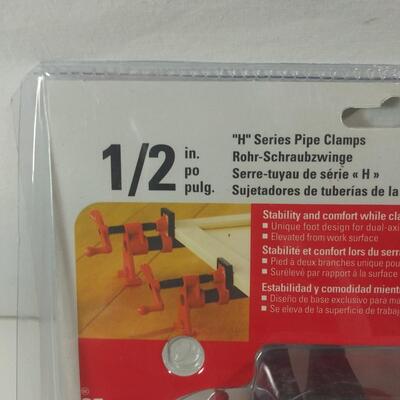 1/2 in.
po
pulg.
"H" Series Pipe Clamps
Rohr-Schraubzwinge
Serre-tuyau de série « H »
Sujetadores de tuberías de la
Stability and comfort while cla
■ Unique foot design for dual-axi
■ Elevated from work surface
Stabilité et confort lors du serra
■ Pied à deux branches unique pou
■ Surélevé par rapport à la surface
Estabilidad y comodidad mient
■ Diseño de base exclusivo para ma
■ Se eleva de la superficie de trabaj